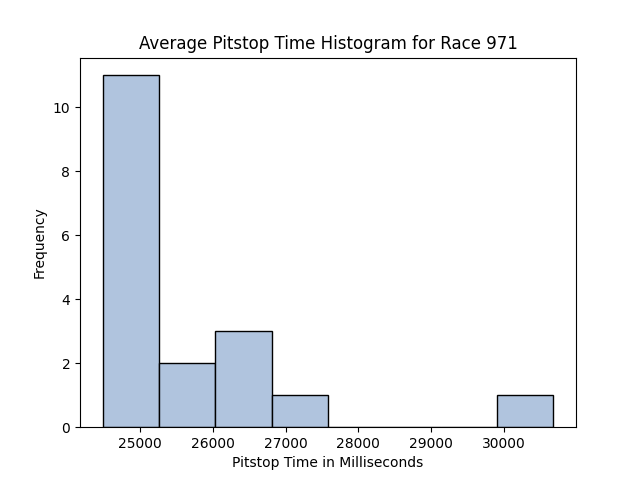 Average Pitstop Time Histogram for Race 971
Frequency
10
8
6
4
2
0
25000 26000 27000 28000 29000 30000
Pitstop Time in Milliseconds